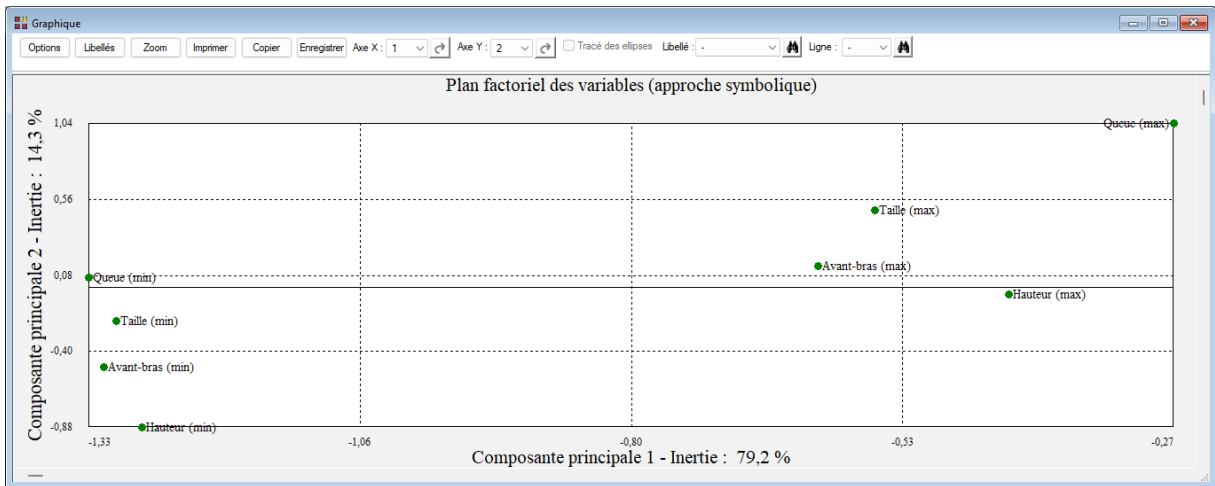 Graphique
Options Libellés Zoom Imprimer Copier Enregistrer Axe X : 1 Axe Y : 2 Tracé des ellipses Libellé : - Ligne : -
Plan factoriel des variables (approche symbolique)
Composante principale 2 - Inertie : 14,3 %
1,04
Queue (max)
0,56
Taille (max)
Avant-bras (max)
0,08
Queue (min)
Hauteur (max)
Taille (min)
-0,40
Avant-bras (min)
-0,88
Hauteur (min)
-1,33 -1,06 -0,80 -0,53 -0,27
Composante principale 1 - Inertie : 79,2 %